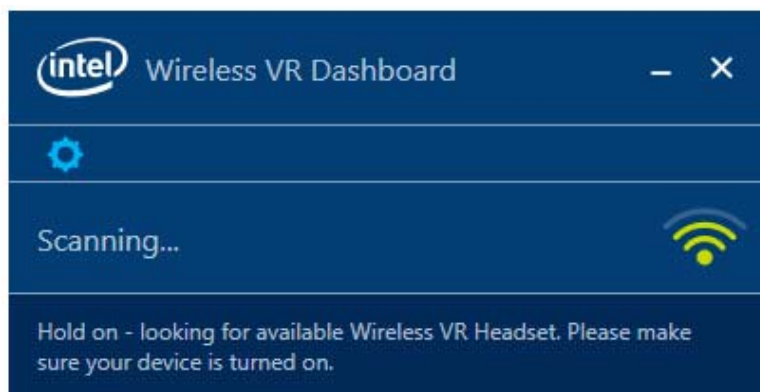 intel Wireless VR Dashboard
Scanning...
Hold on - looking for available Wireless VR Headset. Please make
sure your device is turned on.